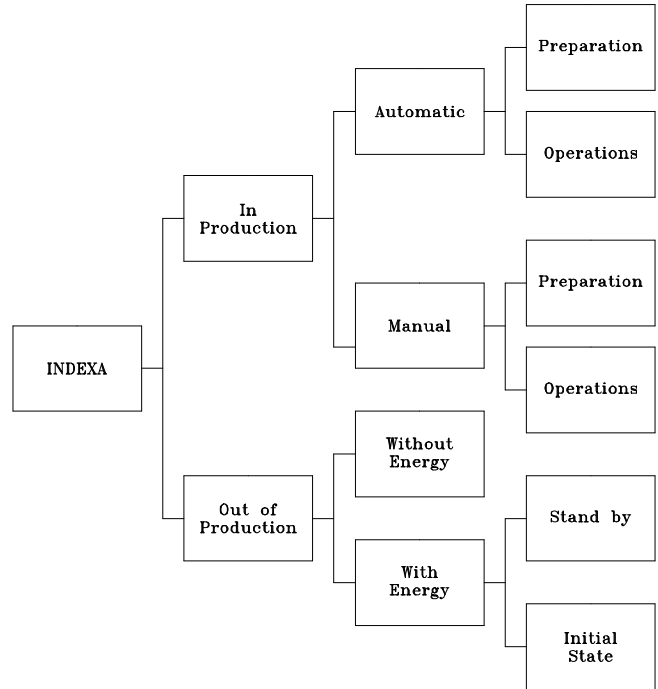 INDEXA
In
Production
Automatic
Preparation
Operations
Manual
Preparation
Operations
Out of
Production
Without
Energy
With
Energy
Stand by
Initial
State